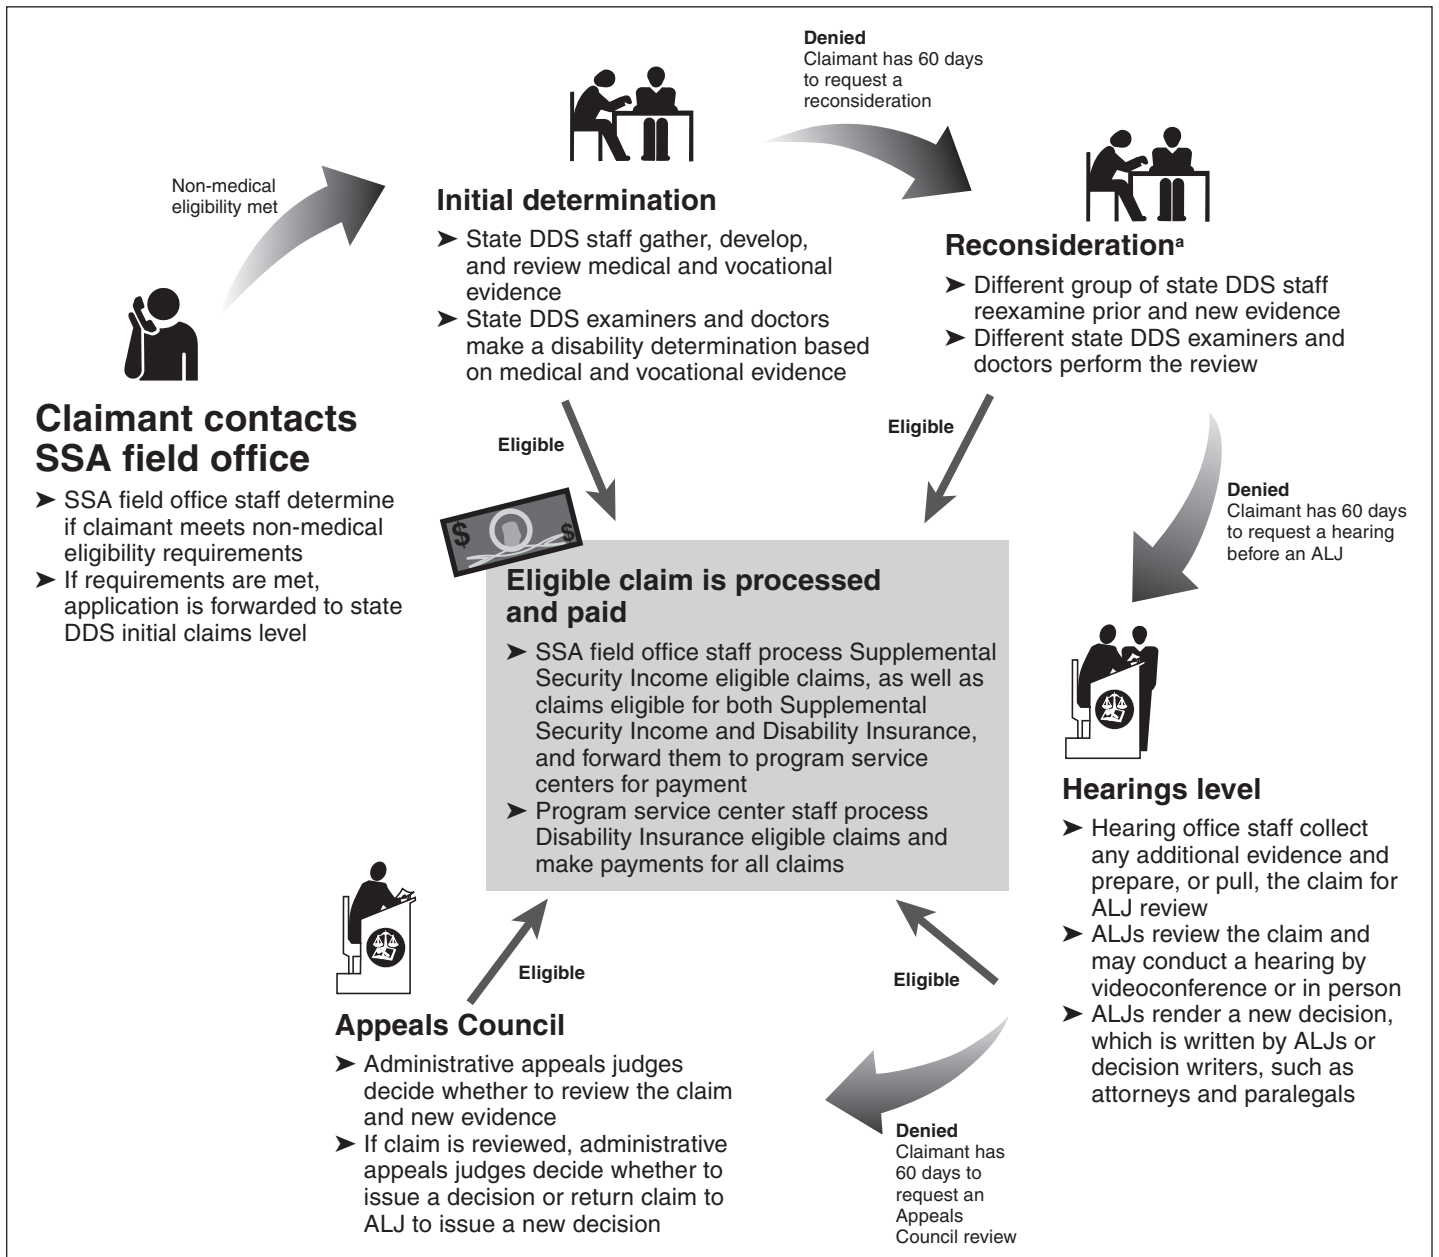 Claimant contacts
SSA field office
➤ SSA field office staff determine
if claimant meets non-medical
eligibility requirements
➤ If requirements are met,
application is forwarded to state
DDS initial claims level
Non-medical
eligibility met
Initial determination
➤ State DDS staff gather, develop,
and review medical and vocational
evidence
➤ State DDS examiners and doctors
make a disability determination based
on medical and vocational evidence
Denied
Claimant has 60 days
to request a
reconsideration
Reconsiderationᵃ
➤ Different group of state DDS staff
reexamine prior and new evidence
➤ Different state DDS examiners and
doctors perform the review
Eligible
Eligible
Denied
Claimant has 60 days
to request a hearing
before an ALJ
$ $
Eligible claim is processed
and paid
➤ SSA field office staff process Supplemental
Security Income eligible claims, as well as
claims eligible for both Supplemental
Security Income and Disability Insurance,
and forward them to program service
centers for payment
➤ Program service center staff process
Disability Insurance eligible claims and
make payments for all claims
Hearings level
➤ Hearing office staff collect
any additional evidence and
prepare, or pull, the claim for
ALJ review
➤ ALJs review the claim and
may conduct a hearing by
videoconference or in person
➤ ALJs render a new decision,
which is written by ALJs or
decision writers, such as
attorneys and paralegals
Eligible
Eligible
Denied
Claimant has
60 days to
request an
Appeals
Council review
Appeals Council
➤ Administrative appeals judges
decide whether to review the claim
and new evidence
➤ If claim is reviewed, administrative
appeals judges decide whether to
issue a decision or return claim to
ALJ to issue a new decision